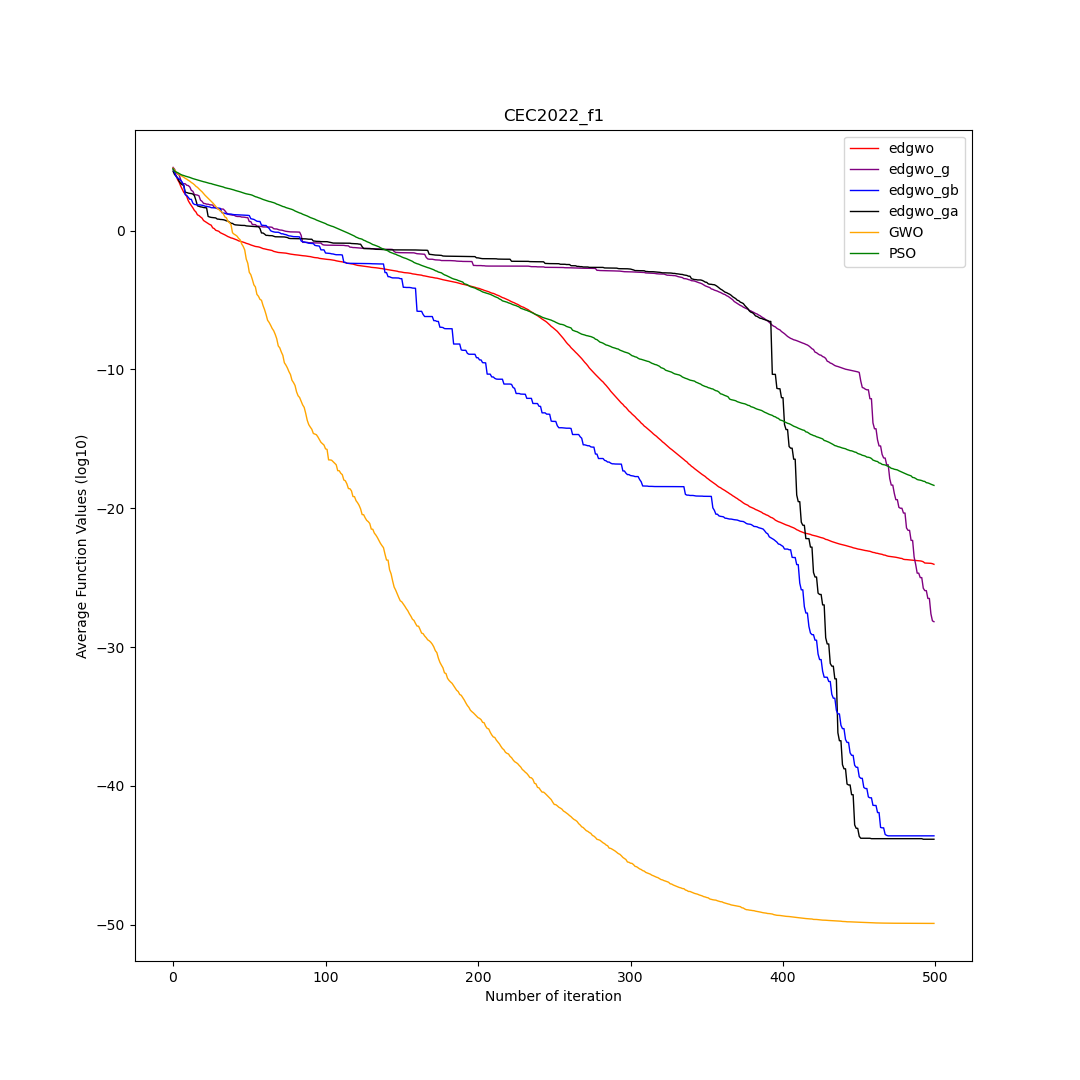 CEC2022_f1
edgwo
edgwo_g
edgwo_gb
edgwo_ga
GWO
PSO
Average Function Values (log10)
0
−10
−20
−30
−40
−50
0 100 200 300 400 500
Number of iteration